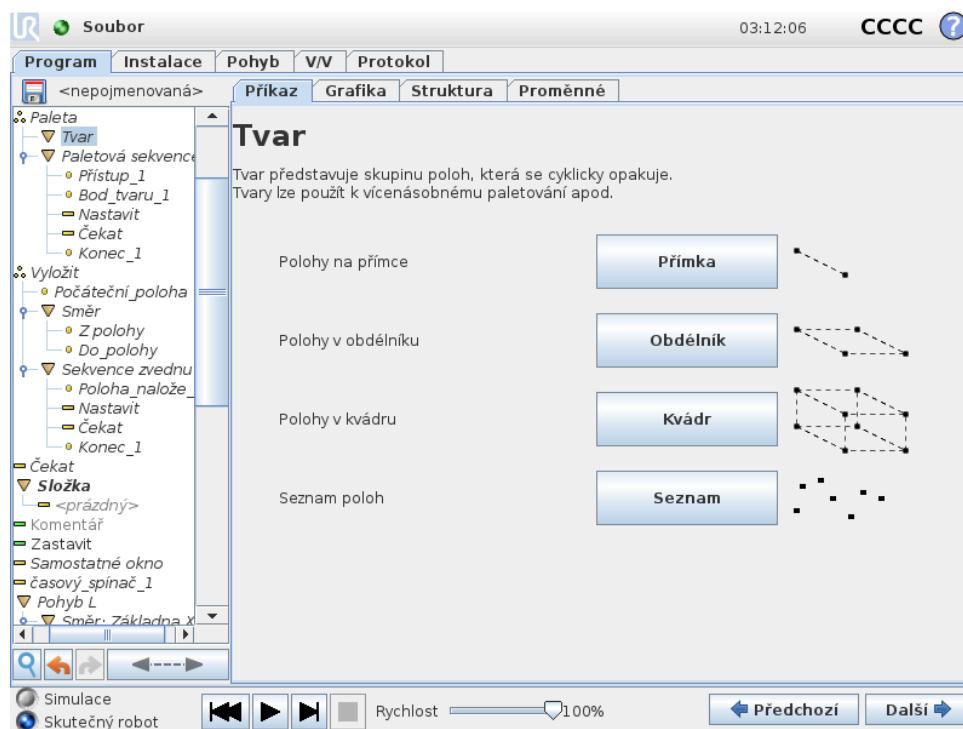 UR Soubor 03:12:06 CCCC ?
Program Instalace Pohyb V/V Protokol
<nepojmenovaná> Příkaz Grafika Struktura Proměnné
Paleta
Tvar
Paletová sekvence
Přístup_1
Bod_tvaru_1
Nastavit
Čekat
Konec_1
Vyložit
Počáteční_poloha
Směr
Z polohy
Do_polohy
Sekvence zvednu
Poloha_nalože_
Nastavit
Čekat
Konec_1
Čekat
Složka
<prázdný>
Komentář
Zastavit
Samostatné okno
časový_spínač_1
Pohyb L
Směr: Základna X
Tvar
Tvar představuje skupinu poloh, která se cyklicky opakuje.
Tvary lze použít k vícenásobnému paletování apod.
Polohy na přímce Přímka
Polohy v obdélníku Obdélník
Polohy v kvádru Kvádr
Seznam poloh Seznam
Simulace
Skutečný robot
Rychlost 100%
Předchozí Další